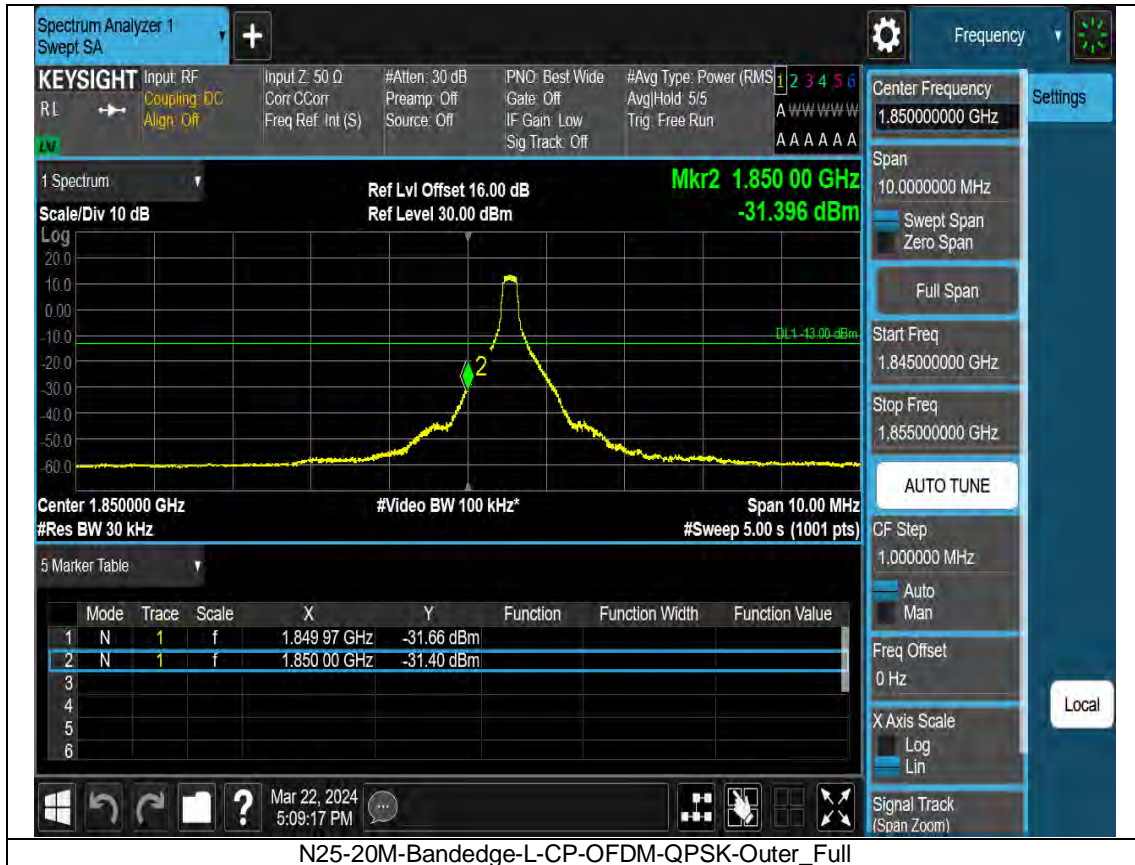 Spectrum Analyzer 1
Swept SA
+
Frequency
KEYSIGHT Input: RF Input Z: 50 Ω #Atten: 30 dB PNO: Best Wide #Avg Type: Power (RMS 1 2 3 4 5 6
RL Coupling: DC Corr CCorr Preamp: Off Gate: Off Avg|Hold: 5/5 A W W W W W
Align: Off Freq Ref: Int (S) Source: Off IF Gain: Low Trig: Free Run
Sig Track: Off A A A A A A
Center Frequency
1.850000000 GHz
Settings
Span
10.0000000 MHz
Swept Span
Zero Span
Full Span
Start Freq
1.845000000 GHz
Stop Freq
1.855000000 GHz
AUTO TUNE
CF Step
1.000000 MHz
Auto
Man
Freq Offset
0 Hz
X Axis Scale
Log
Lin
Signal Track
(Span Zoom)
Local
1 Spectrum
Ref Lvl Offset 16.00 dB
Mkr2 1.850 00 GHz
Scale/Div 10 dB
Ref Level 30.00 dBm
-31.396 dBm
Log
20.0
10.0
0.00
-10.0
-20.0
-30.0
-40.0
-50.0
-60.0
DL1 -13.00 dBm
2
Center 1.850000 GHz #Video BW 100 kHz* Span 10.00 MHz
#Res BW 30 kHz #Sweep 5.00 s (1001 pts)
5 Marker Table
Mode Trace Scale X Y Function Function Width Function Value
1 N 1 f 1.849 97 GHz -31.66 dBm
2 N 1 f 1.850 00 GHz -31.40 dBm
3
4
5
6
?
Mar 22, 2024
5:09:17 PM
N25-20M-Bandedge-L-CP-OFDM-QPSK-Outer_Full